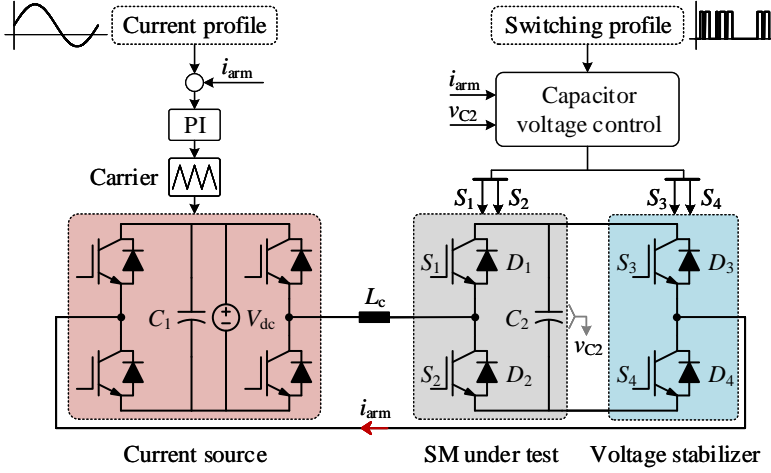 Current profile
Switching profile
i_arm
i_arm
v_C2
Capacitor
voltage control
PI
Carrier
S_1 S_2
S_3 S_4
S_1 D_1
S_3 D_3
C_1 V_dc
L_c
C_2
v_C2
S_2 D_2
S_4 D_4
i_arm
Current source
SM under test
Voltage stabilizer